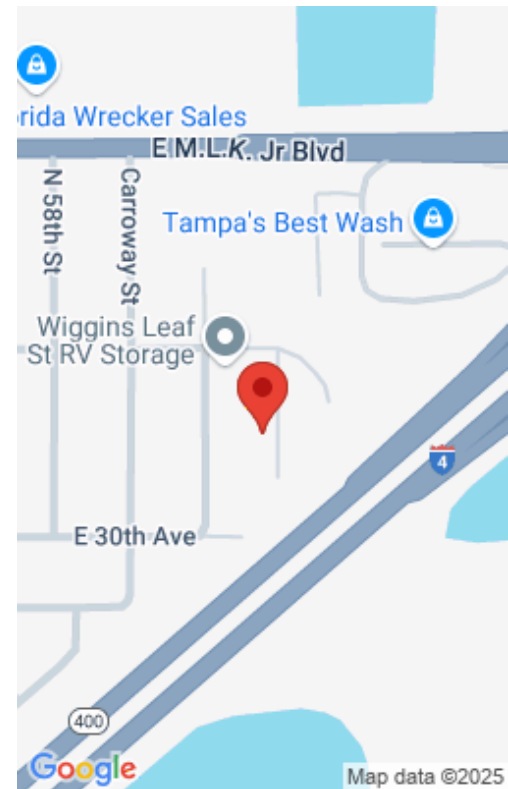 rida Wrecker Sales
E M.L.K. Jr Blvd
N 58th St
Carroway St
Tampa's Best Wash
Wiggins Leaf
St RV Storage
4
E 30th Ave
400
Google
Map data ©2025